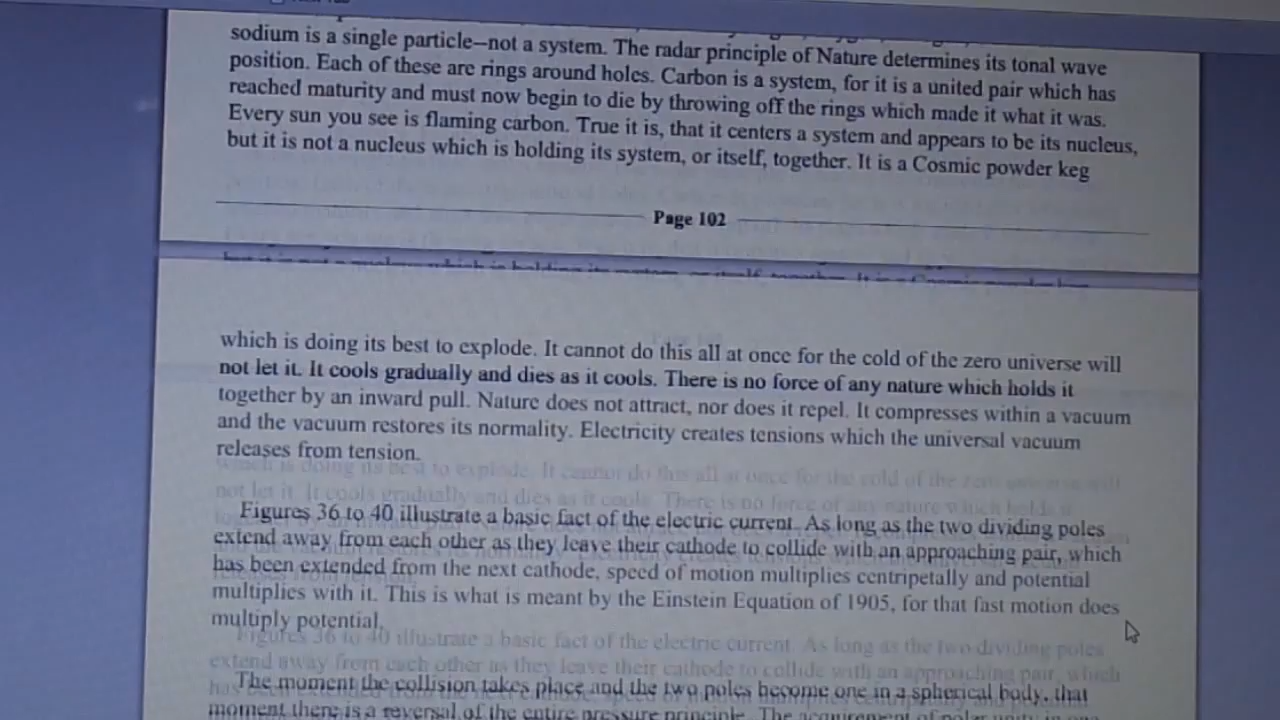 sodium is a single particle–not a system. The radar principle of Nature determines its tonal wave
position. Each of these are rings around holes. Carbon is a system, for it is a united pair which has
reached maturity and must now begin to die by throwing off the rings which made it what it was.
Every sun you see is flaming carbon. True it is, that it centers a system and appears to be its nucleus,
but it is not a nucleus which is holding its system, or itself, together. It is a Cosmic powder keg
Page 102
which is doing its best to explode. It cannot do this all at once for the cold of the zero universe will
not let it. It cools gradually and dies as it cools. There is no force of any nature which holds it
together by an inward pull. Nature does not attract, nor does it repel. It compresses within a vacuum
and the vacuum restores its normality. Electricity creates tensions which the universal vacuum
releases from tension.
Figures 36 to 40 illustrate a basic fact of the electric current. As long as the two dividing poles
extend away from each other as they leave their cathode to collide with an approaching pair, which
has been extended from the next cathode, speed of motion multiplies centripetally and potential
multiplies with it. This is what is meant by the Einstein Equation of 1905, for that fast motion does
multiply potential.
The moment the collision takes place and the two poles become one in a spherical body, that
moment there is a reversal of the entire pressure principle. The acquirement of polar unity in one